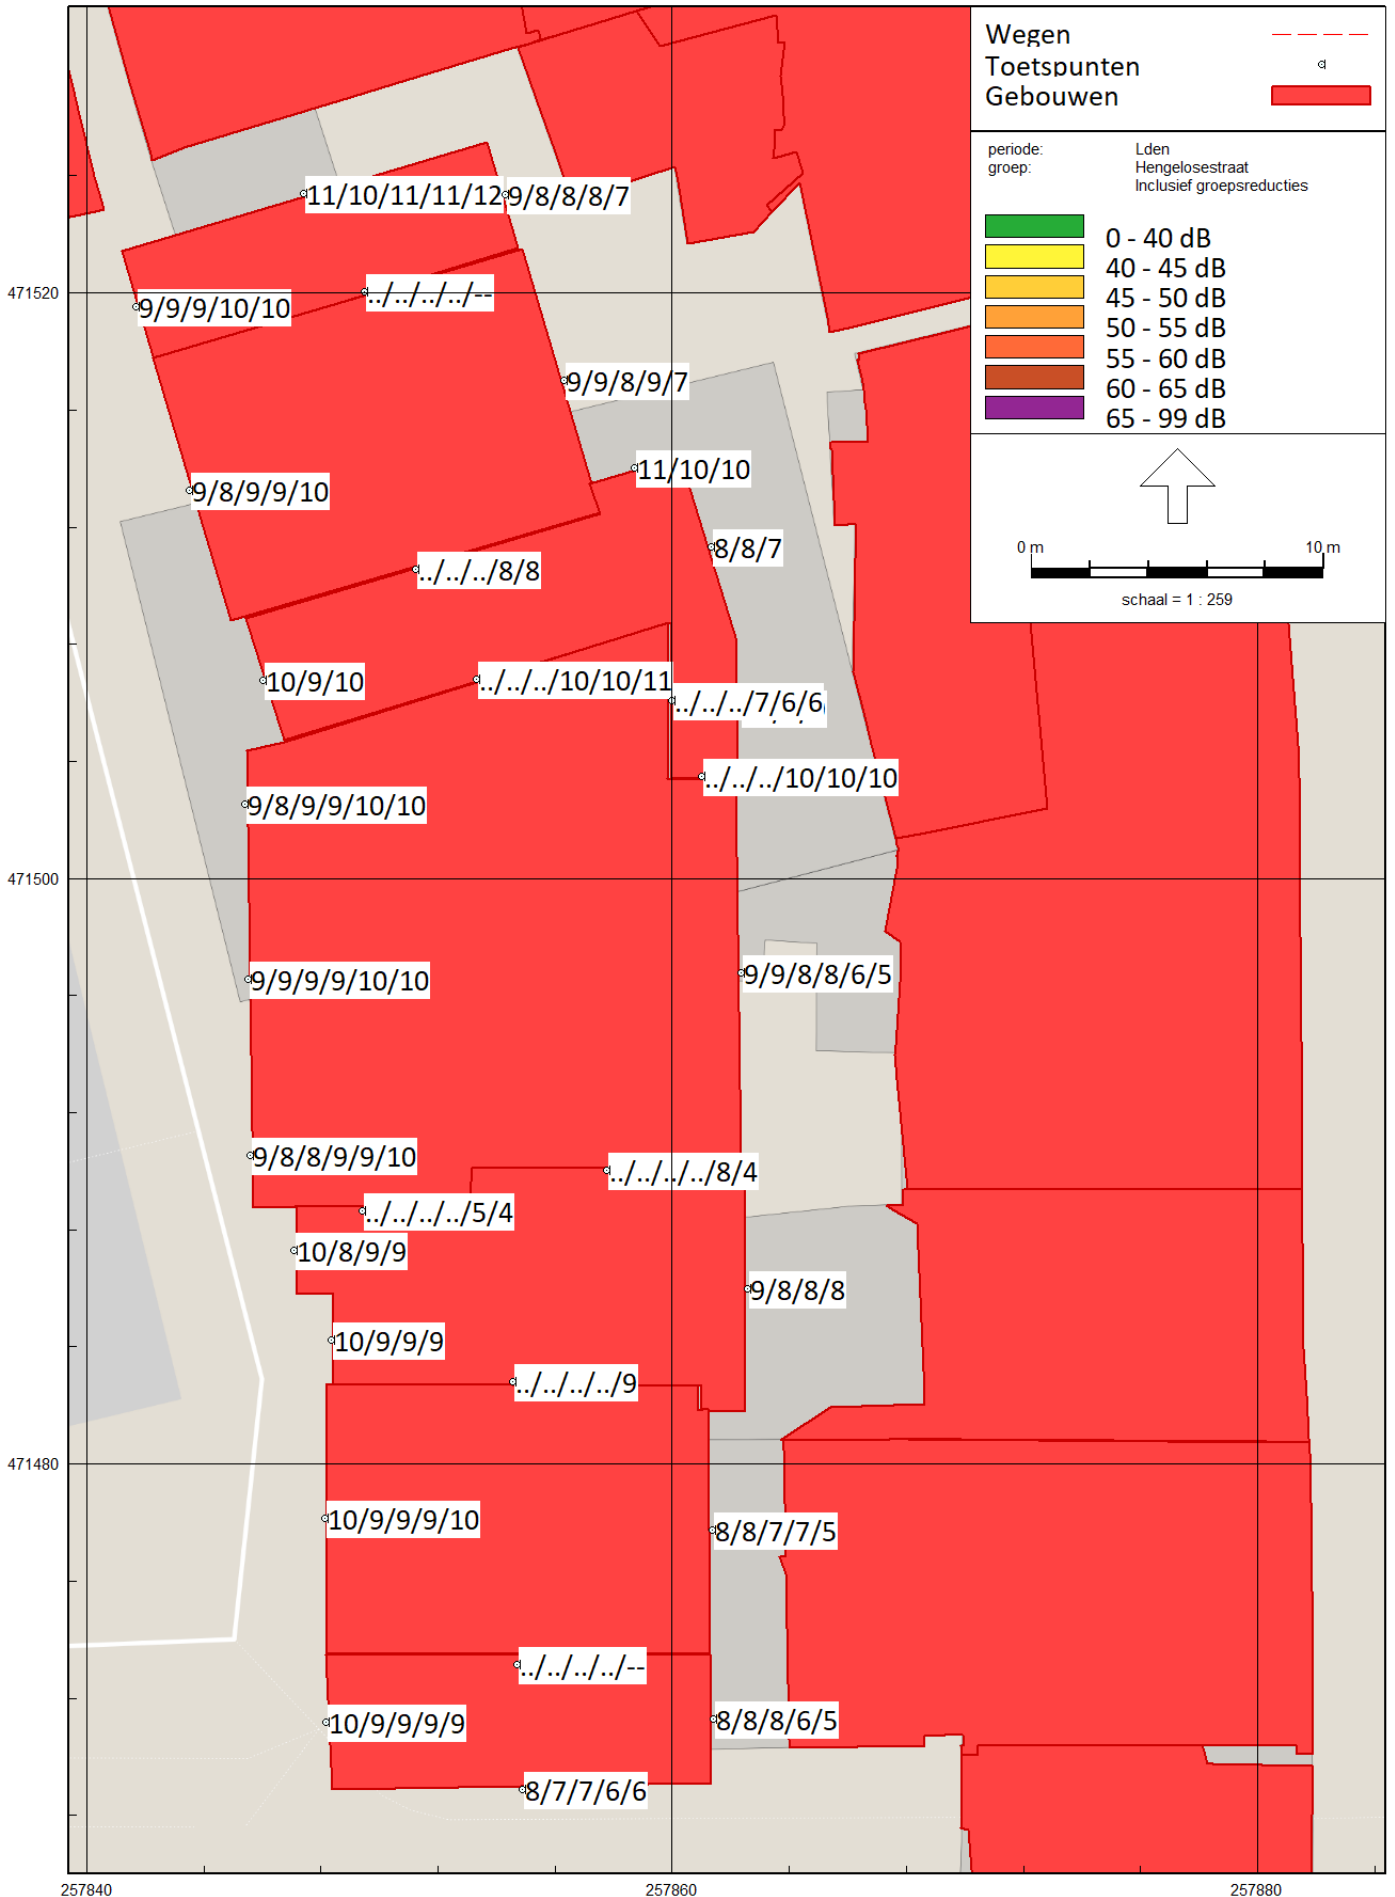 Wegen
Toetspunten
Gebouwen
periode: Lden
groep: Hengelosestraat
Inclusief groepsreducties
0 - 40 dB
40 - 45 dB
45 - 50 dB
50 - 55 dB
55 - 60 dB
60 - 65 dB
65 - 99 dB
0 m 10 m
schaal = 1 : 259
11/10/11/11/12
9/8/8/8/7
471520
../../../../--
9/9/9/10/10
9/9/8/9/7
11/10/10
9/8/9/9/10
8/8/7
../../../8/8
10/9/10
../../../10/10/11
../../../7/6/6
../../../10/10/10
9/8/9/9/10/10
471500
9/9/8/8/6/5
9/9/9/9/10/10
9/8/8/9/9/10
../../../../8/4
../../../../5/4
10/8/9/9
9/8/8/8
10/9/9/9
../../../../9
471480
10/9/9/9/10
8/8/7/7/5
../../../../--
10/9/9/9/9
8/8/8/6/5
8/7/7/6/6
257840
257860
257880